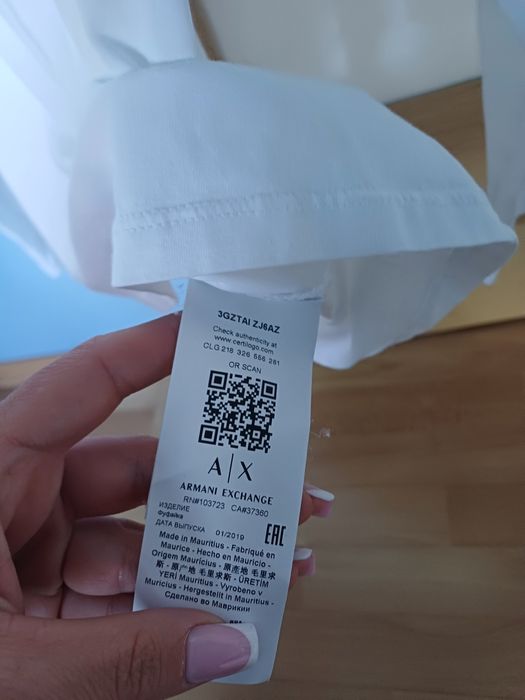 3GZTAI ZJ6AZ
Check authenticity at
www.certilogo.com
CLG 218 326 556 281
OR SCAN
A|X
ARMANI EXCHANGE
RN#103723 CA#37360
ИЗДЕЛИЕ
Фуфайка
ДАТА ВЫПУСКА 01/2019
EAC
Made in Mauritius - Fabriqué en
Maurice - Hecho en Mauricio -
Origem Maurícius - 原產地 毛里求
斯 - 原产地 毛里求斯 - ÜRETİM
YERİ Mauritius - Vyrobeno v
Muricius - Hergestellt in Mauritius -
Сделано во Маврикии